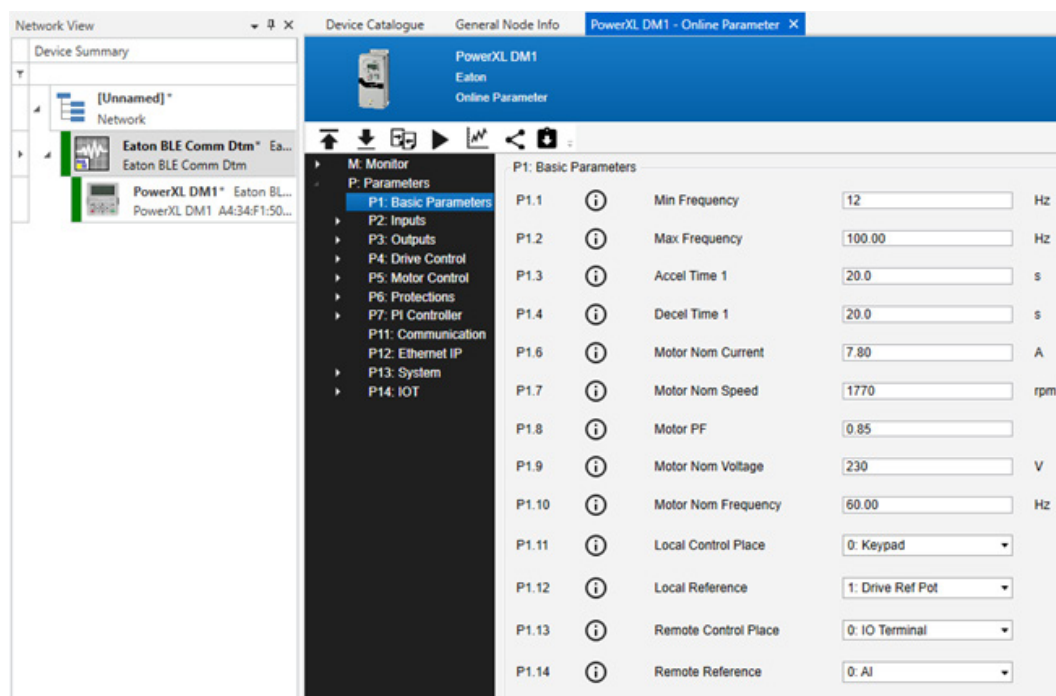 Network View
Device Summary
[Unnamed]*
Network
Eaton BLE Comm Dtm* Ea...
Eaton BLE Comm Dtm
PowerXL DM1* Eaton BL...
PowerXL DM1 A4:34:F1:50...
Device Catalogue General Node Info PowerXL DM1 - Online Parameter
PowerXL DM1
Eaton
Online Parameter
M: Monitor
P: Parameters
P1: Basic Parameters
P2: Inputs
P3: Outputs
P4: Drive Control
P5: Motor Control
P6: Protections
P7: PI Controller
P11: Communication
P12: Ethernet IP
P13: System
P14: IOT
P1: Basic Parameters
P1.1 Min Frequency 12 Hz
P1.2 Max Frequency 100.00 Hz
P1.3 Accel Time 1 20.0 s
P1.4 Decel Time 1 20.0 s
P1.6 Motor Nom Current 7.80 A
P1.7 Motor Nom Speed 1770 rpm
P1.8 Motor PF 0.85
P1.9 Motor Nom Voltage 230 V
P1.10 Motor Nom Frequency 60.00 Hz
P1.11 Local Control Place 0: Keypad
P1.12 Local Reference 1: Drive Ref Pot
P1.13 Remote Control Place 0: IO Terminal
P1.14 Remote Reference 0: AI